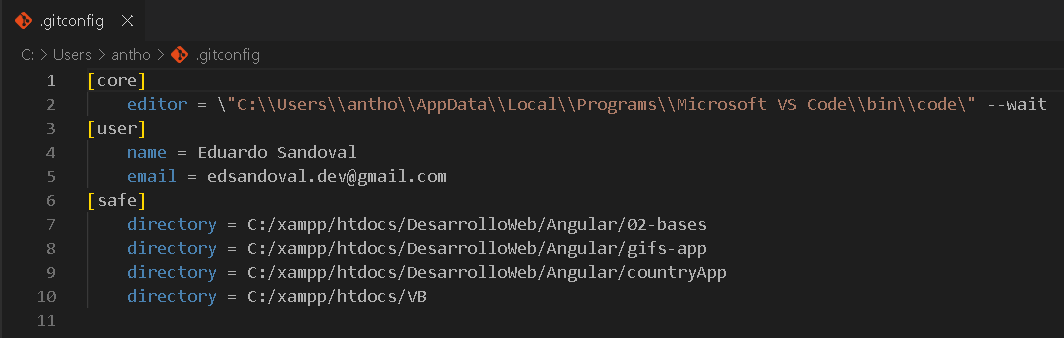 .gitconfig
C: > Users > antho > .gitconfig
1 [core]
2 editor = \"C:\\Users\\antho\\AppData\\Local\\Programs\\Microsoft VS Code\\bin\\code\" --wait
3 [user]
4 name = Eduardo Sandoval
5 email = edsandoval.dev@gmail.com
6 [safe]
7 directory = C:/xampp/htdocs/DesarrolloWeb/Angular/02-bases
8 directory = C:/xampp/htdocs/DesarrolloWeb/Angular/gifs-app
9 directory = C:/xampp/htdocs/DesarrolloWeb/Angular/countryApp
10 directory = C:/xampp/htdocs/VB
11